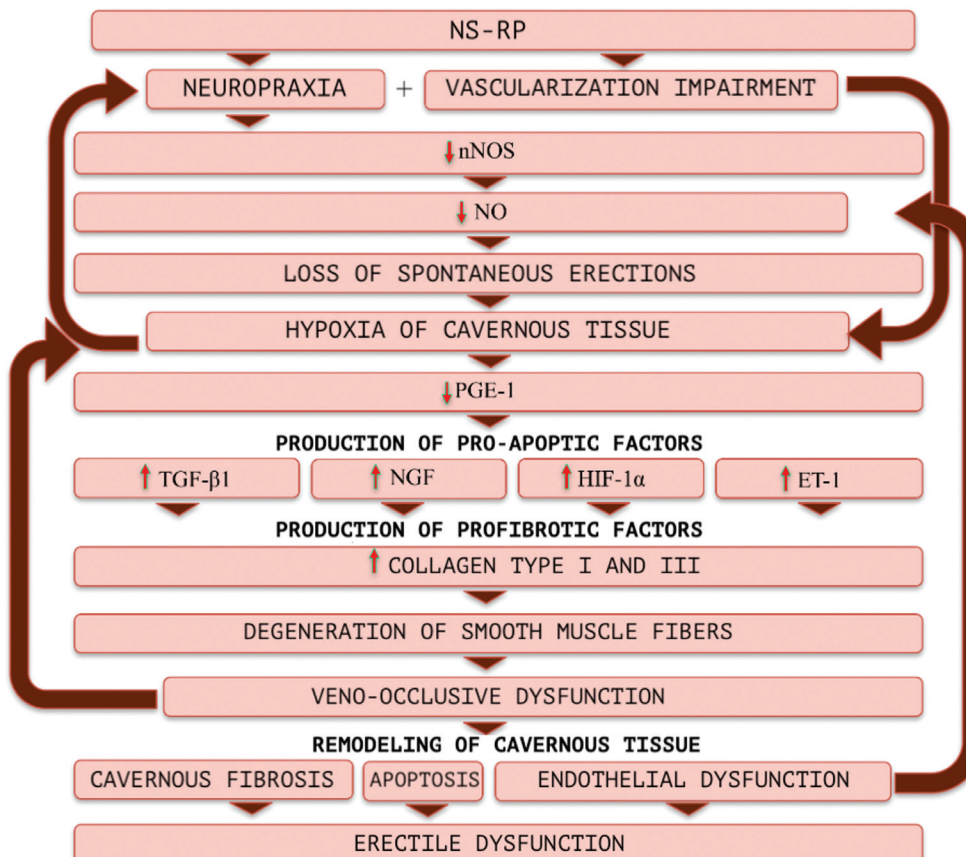 NS-RP
NEUROPRAXIA + VASCULARIZATION IMPAIRMENT
↓ nNOS
↓ NO
LOSS OF SPONTANEOUS ERECTIONS
HYPOXIA OF CAVERNOUS TISSUE
↓ PGE-1
PRODUCTION OF PRO-APOPTIC FACTORS
↑ TGF-β1 ↑ NGF ↑ HIF-1α ↑ ET-1
PRODUCTION OF PROFIBROTIC FACTORS
↑ COLLAGEN TYPE I AND III
DEGENERATION OF SMOOTH MUSCLE FIBERS
VENO-OCCLUSIVE DYSFUNCTION
REMODELING OF CAVERNOUS TISSUE
CAVERNOUS FIBROSIS APOPTOSIS ENDOTHELIAL DYSFUNCTION
ERECTILE DYSFUNCTION